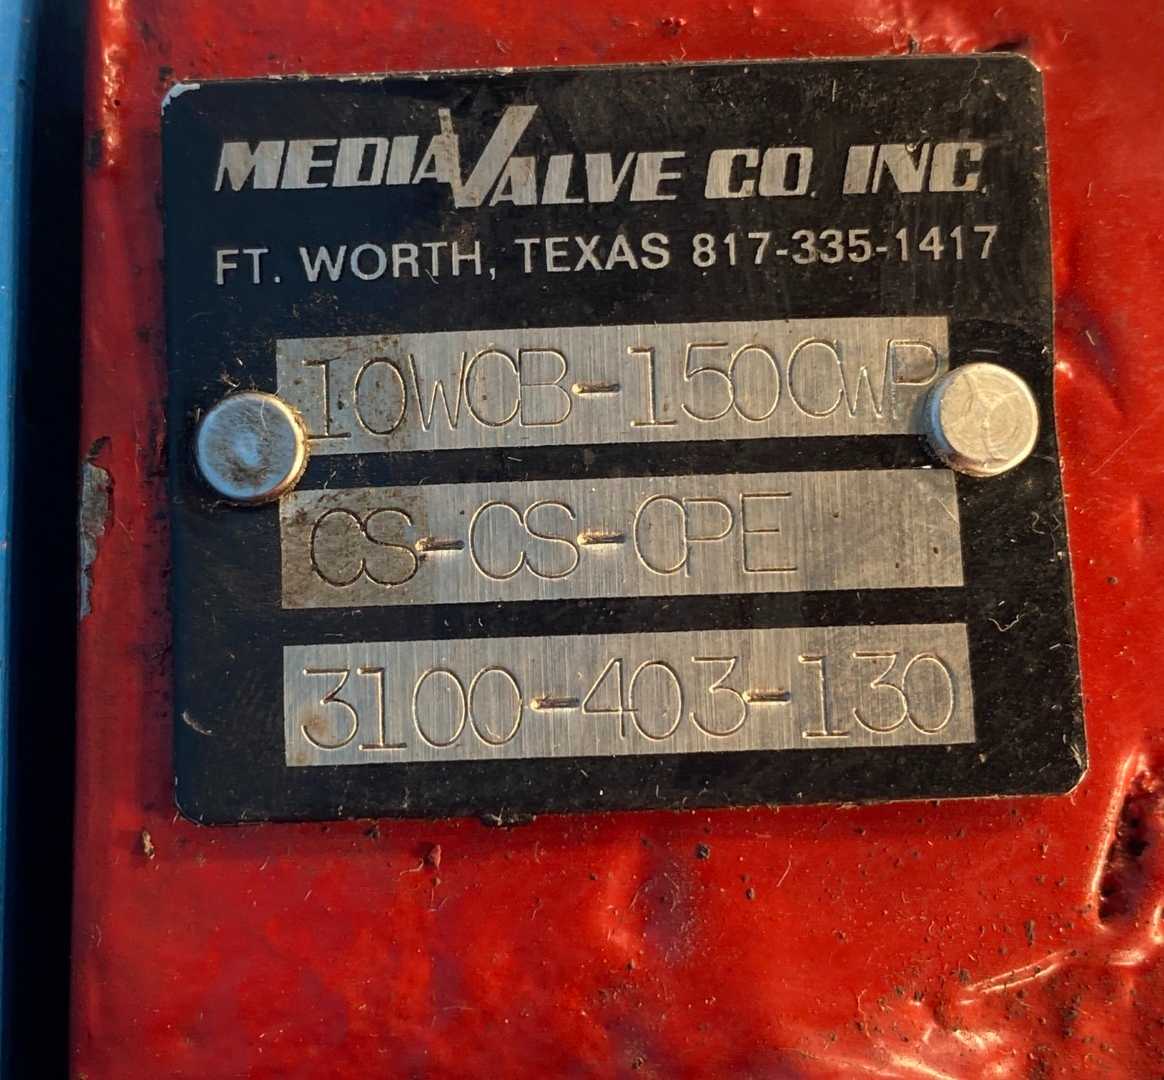 MEDIA VALVE CO. INC.
FT. WORTH, TEXAS 817-335-1417
10WCB-150CWP
CS-CS-CPE
3100-403-130